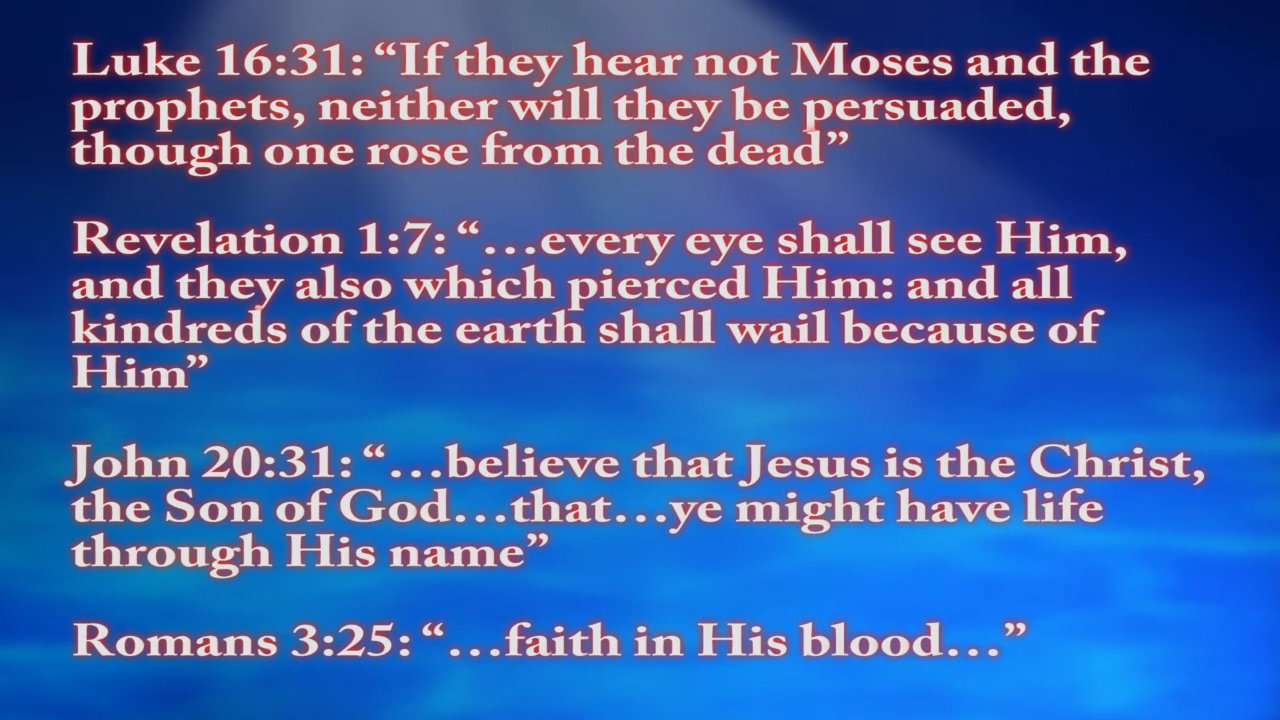 Luke 16:31: “If they hear not Moses and the
prophets, neither will they be persuaded,
though one rose from the dead”
Revelation 1:7: “…every eye shall see Him,
and they also which pierced Him: and all
kindreds of the earth shall wail because of
Him”
John 20:31: “…believe that Jesus is the Christ,
the Son of God…that…ye might have life
through His name”
Romans 3:25: “…faith in His blood…”